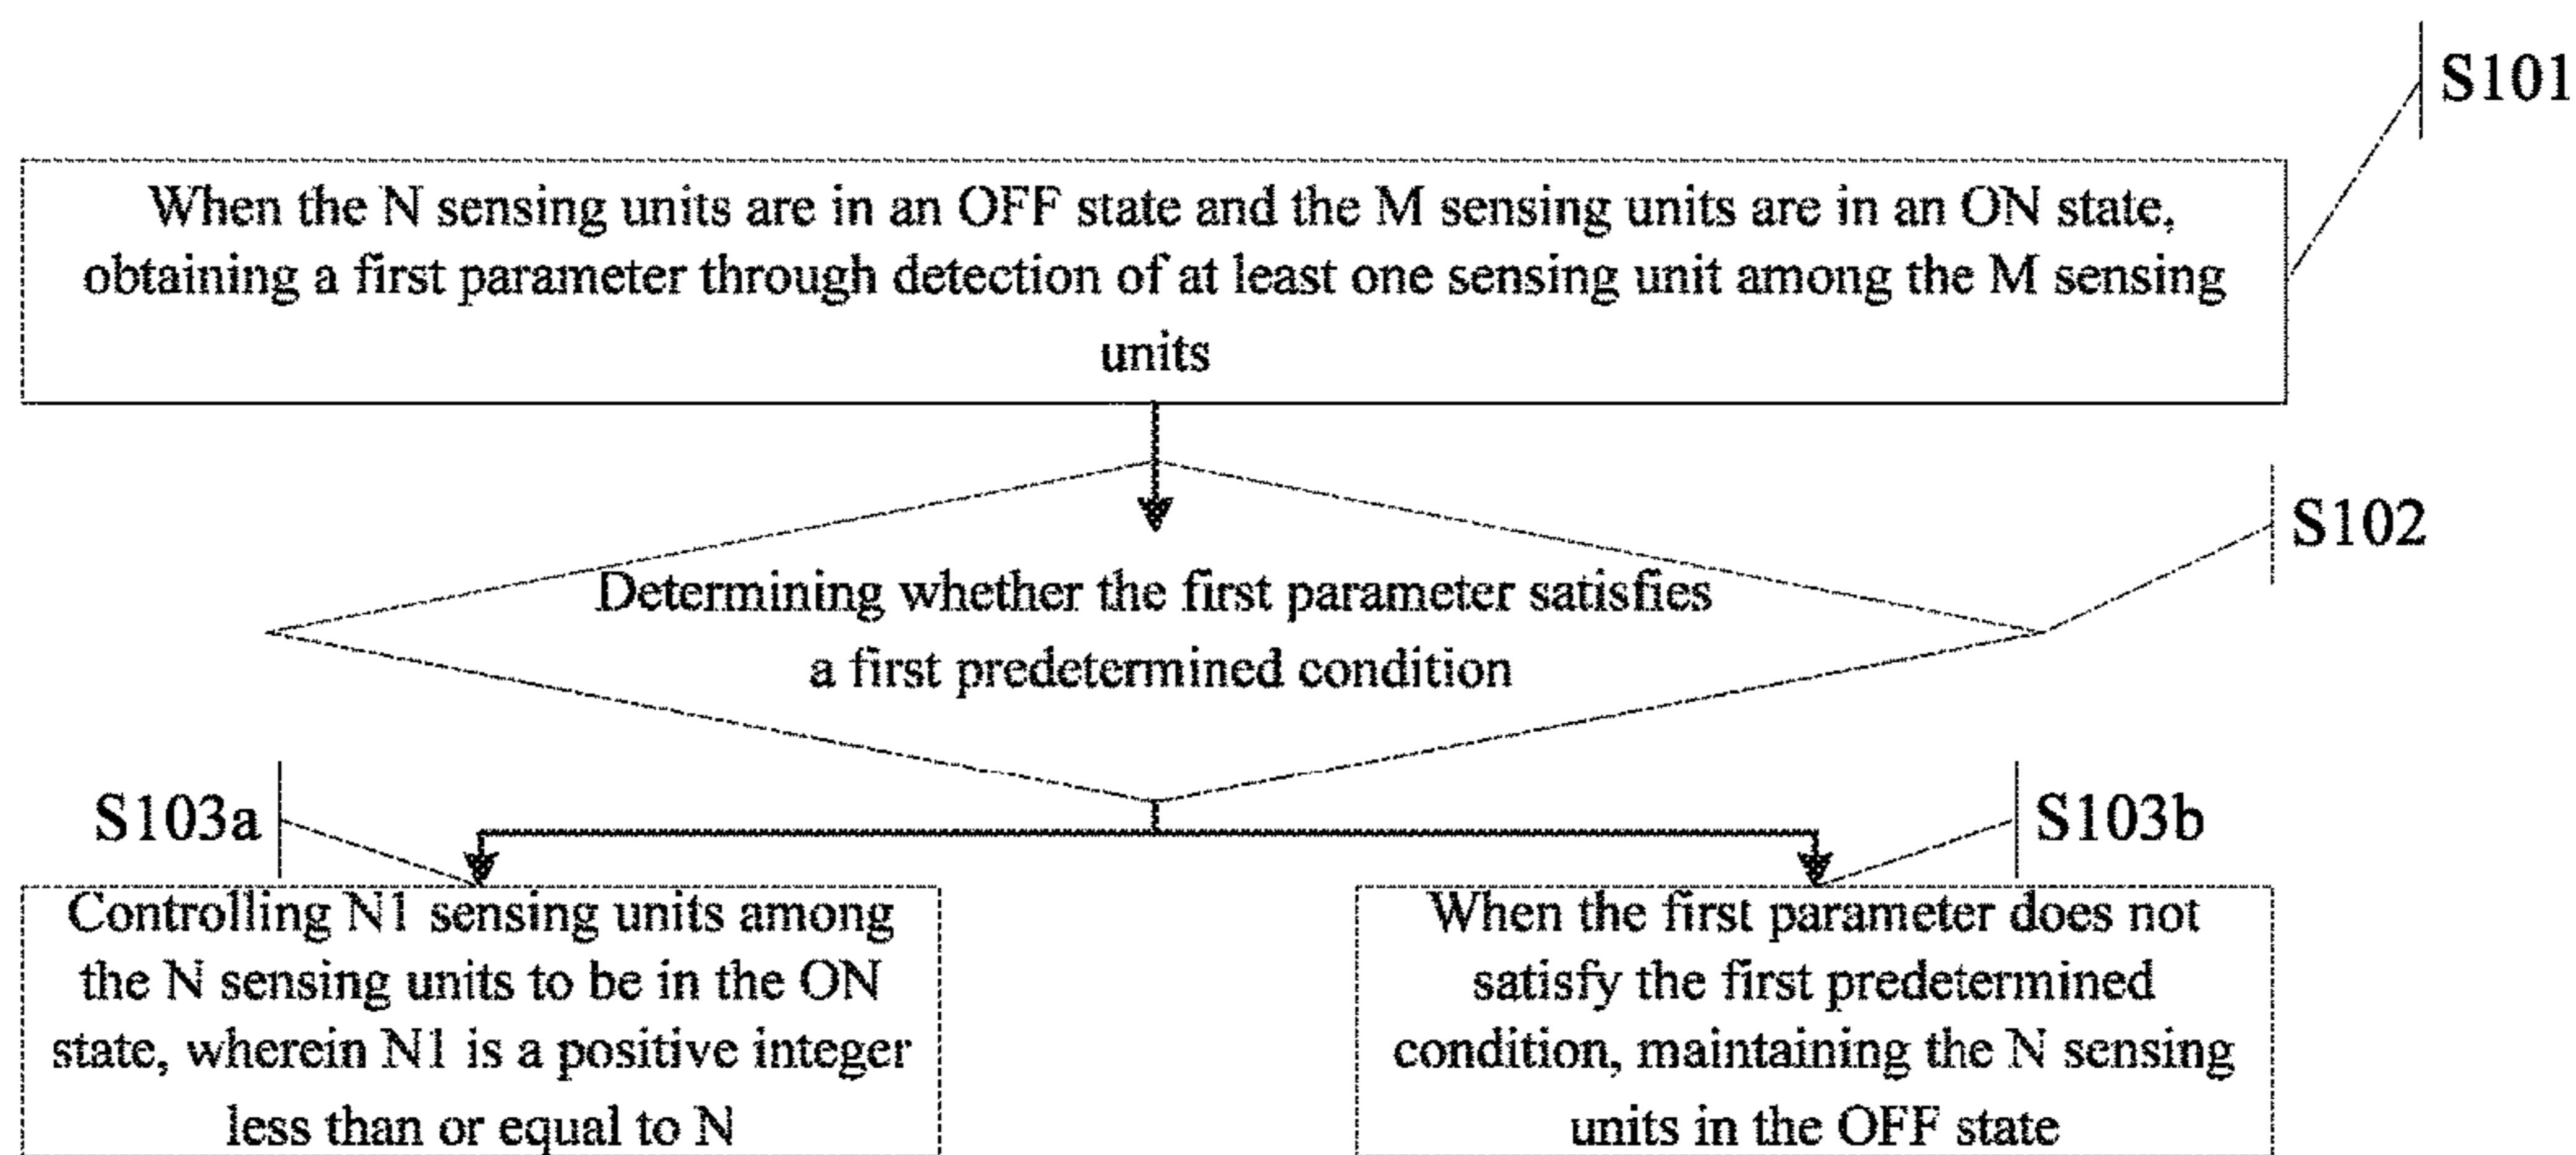 S101
When the N sensing units are in an OFF state and the M sensing units are in an ON state,
obtaining a first parameter through detection of at least one sensing unit among the M sensing
units
S102
Determining whether the first parameter satisfies
a first predetermined condition
S103a
S103b
Controlling N1 sensing units among
the N sensing units to be in the ON
state, wherein N1 is a positive integer
less than or equal to N
When the first parameter does not
satisfy the first predetermined
condition, maintaining the N sensing
units in the OFF state